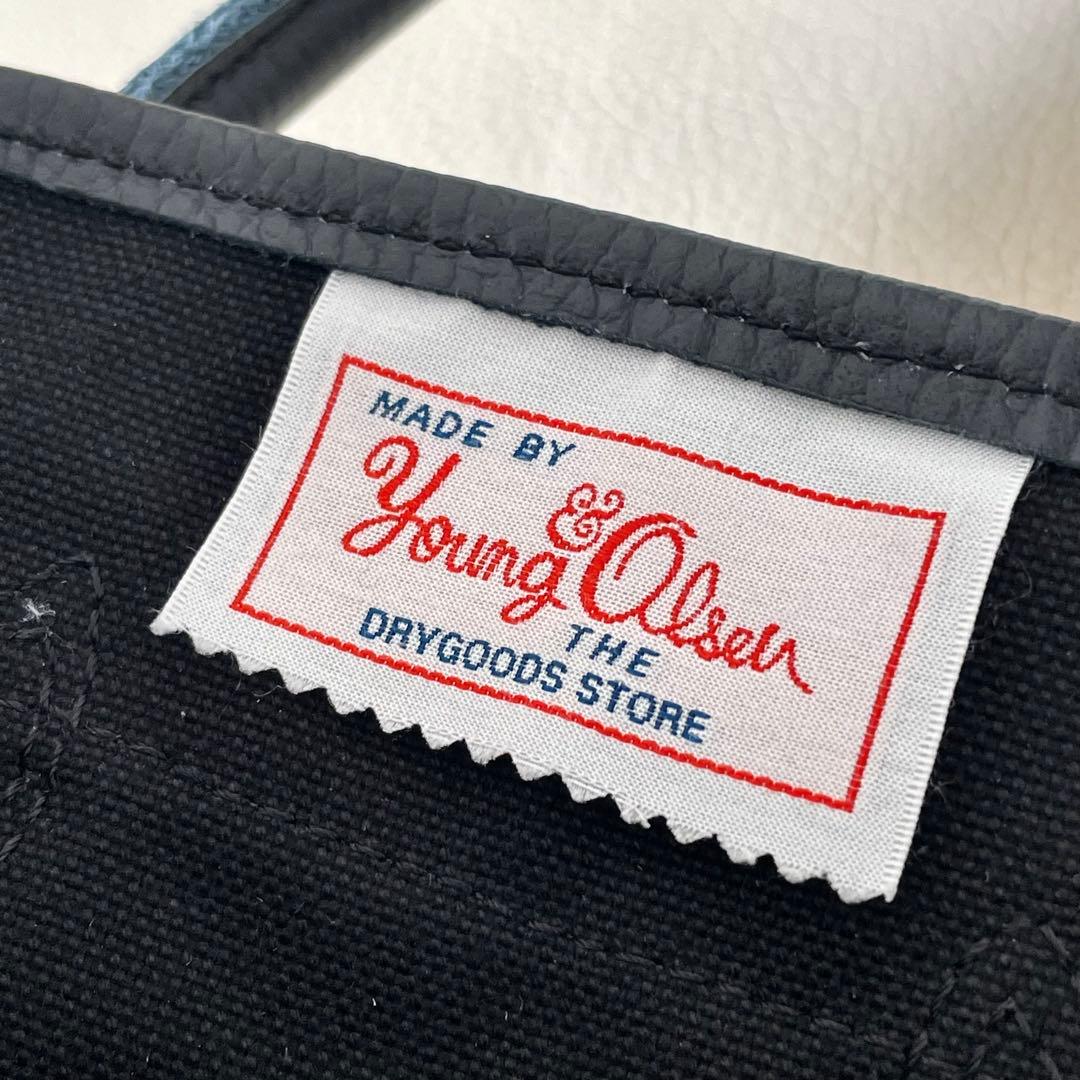 MADE BY
Young & Olsen
THE
DRYGOODS STORE